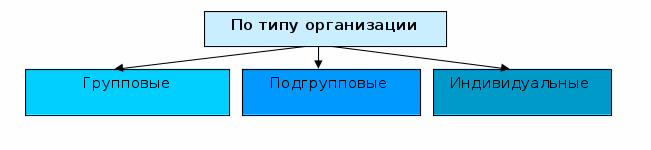 По типу организации
Групповые
Подгрупповые
Индивидуальные